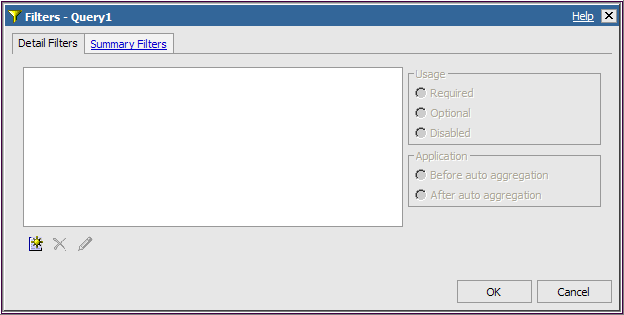 Filters - Query1
Help
Detail Filters
Summary Filters
Usage
Required
Optional
Disabled
Application
Before auto aggregation
After auto aggregation
OK
Cancel